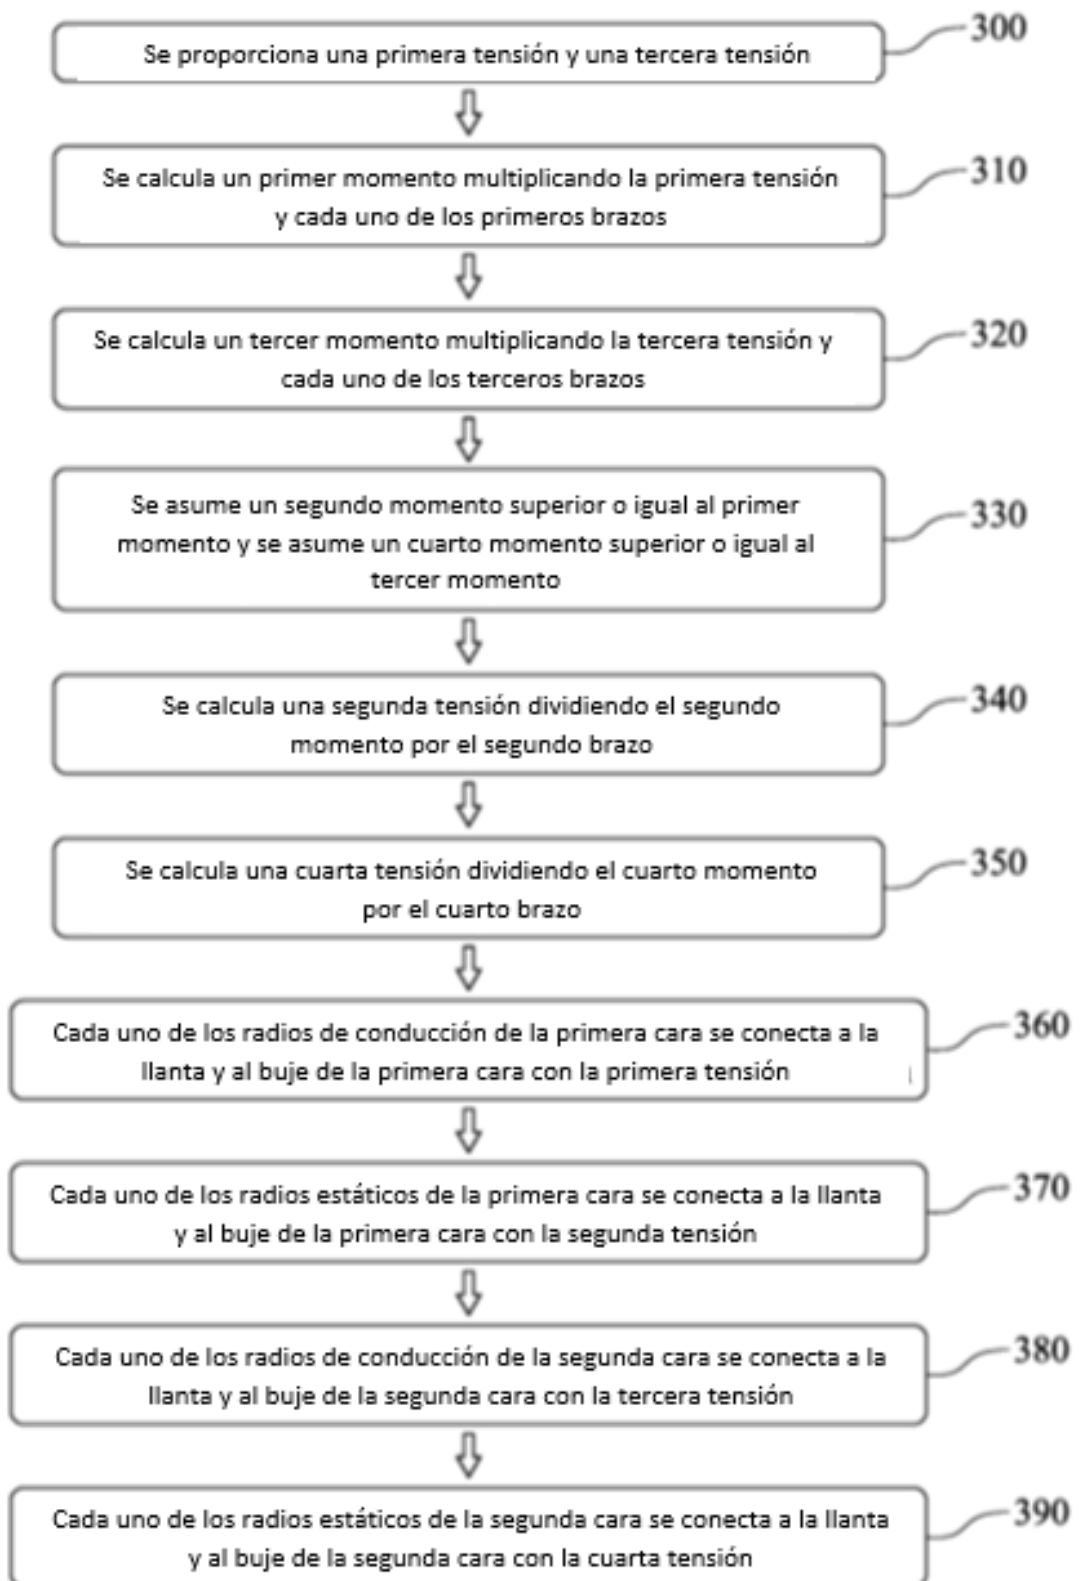 Se proporciona una primera tensión y una tercera tensión
300
Se calcula un primer momento multiplicando la primera tensión
y cada uno de los primeros brazos
310
Se calcula un tercer momento multiplicando la tercera tensión y
cada uno de los terceros brazos
320
Se asume un segundo momento superior o igual al primer
momento y se asume un cuarto momento superior o igual al
tercer momento
330
Se calcula una segunda tensión dividiendo el segundo
momento por el segundo brazo
340
Se calcula una cuarta tensión dividiendo el cuarto momento
por el cuarto brazo
350
Cada uno de los radios de conducción de la primera cara se conecta a la
llanta y al buje de la primera cara con la primera tensión
360
Cada uno de los radios estáticos de la primera cara se conecta a la llanta
y al buje de la primera cara con la segunda tensión
370
Cada uno de los radios de conducción de la segunda cara se conecta a la
llanta y al buje de la segunda cara con la tercera tensión
380
Cada uno de los radios estáticos de la segunda cara se conecta a la llanta
y al buje de la segunda cara con la cuarta tensión
390